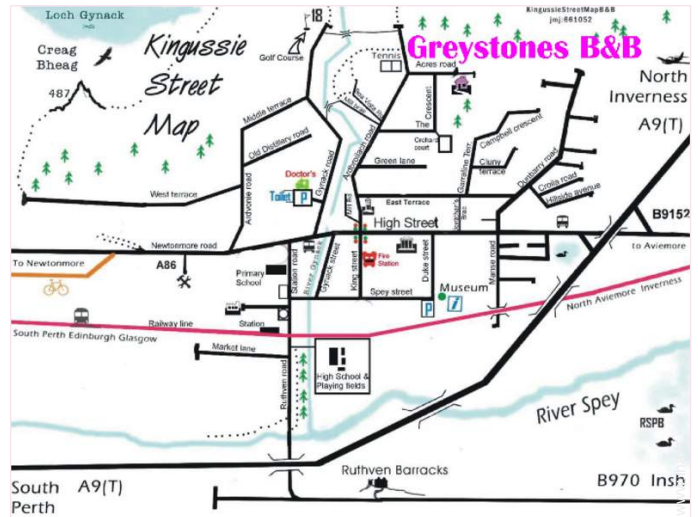 Loch Gynack
Creag
Bheag
487
Kingussie
Street
Map
18
Golf Course
KingussieStreetMapB&B
jmj:661052
Greystones B&B
Tennis
Acres road
North
Inverness
A9(T)
Middle terrace
Old Distillery road
Mill lane
Ardbroilach road
The
Crescent
Orchard
court
Campbell crescent
Cluny
terrace
Green lane
Gynack road
Doctor's
Toilet
P
Ardvonie road
West terrace
East Terrace
Dunbarry road
Croila road
Hillside avenue
High Street
B9152
Newtonmore road
to Aviemore
To Newtonmore
A86
Primary
School
Station road
River Gynack
Gynack street
King street
Fire
Station
Duke street
Manse road
Museum
Spey street
P
i
North Aviemore Inverness
Station
Railway line
South Perth Edinburgh Glasgow
Market lane
High School &
Playing fields
Ruthven road
River Spey
RSPB
Ruthven Barracks
B970 Insh
South
Perth
A9(T)